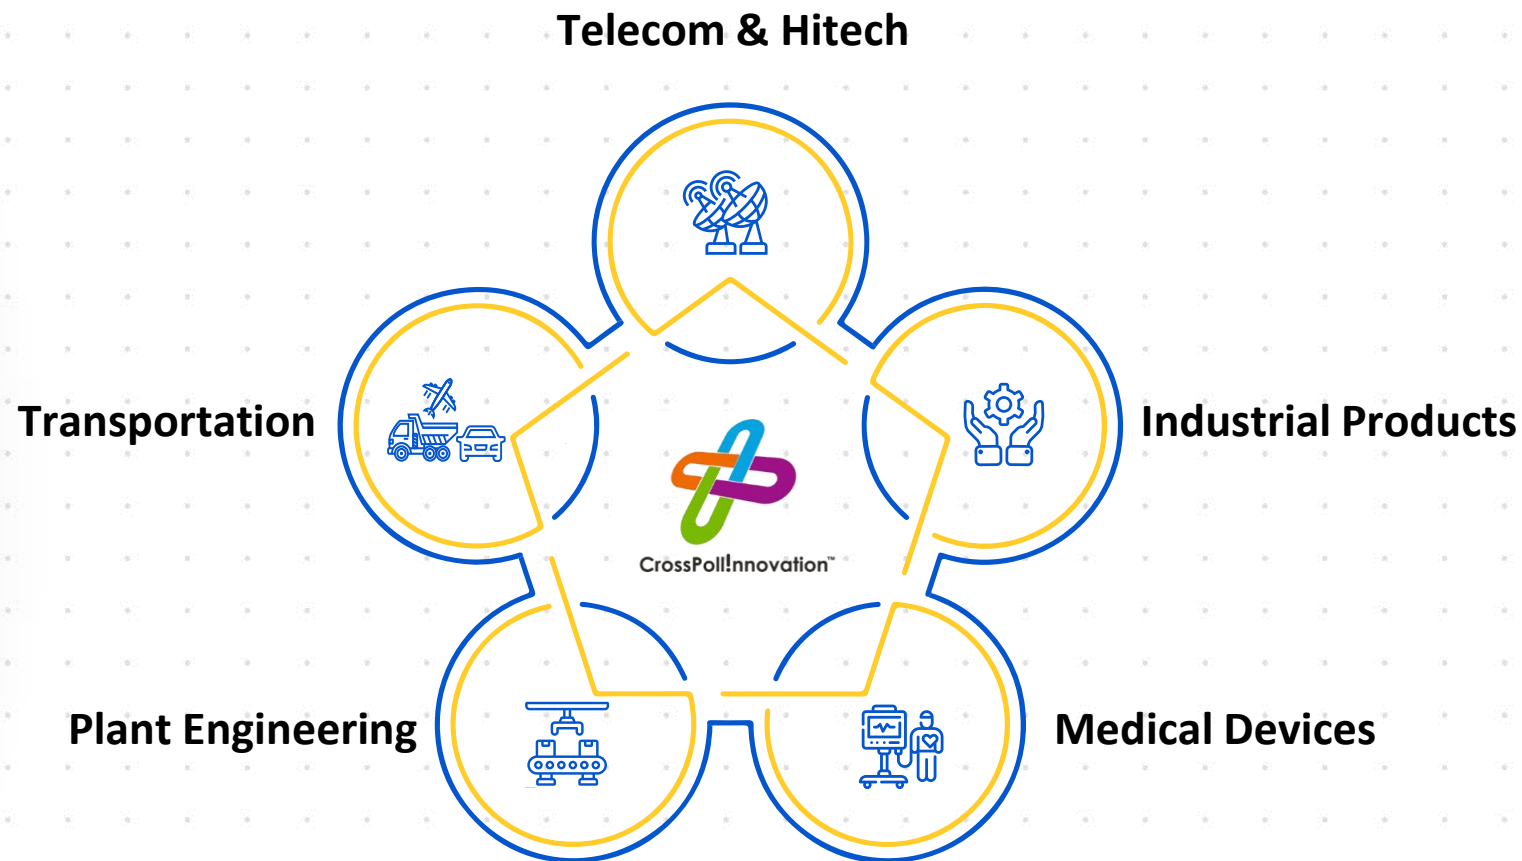 Telecom & Hitech
Transportation
Industrial Products
CrossPoll!nnovation™
Plant Engineering
Medical Devices